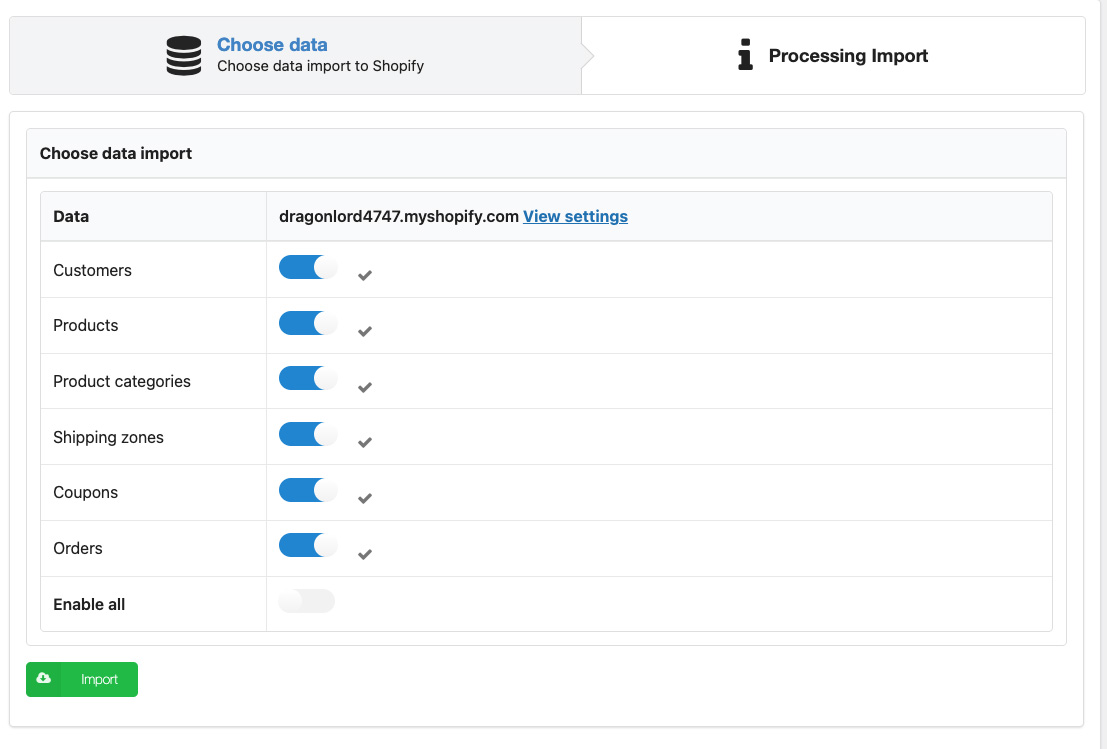 Choose data
Choose data import to Shopify
Processing Import
Choose data import
Data
dragonlord4747.myshopify.com View settings
Customers
Products
Product categories
Shipping zones
Coupons
Orders
Enable all
Import